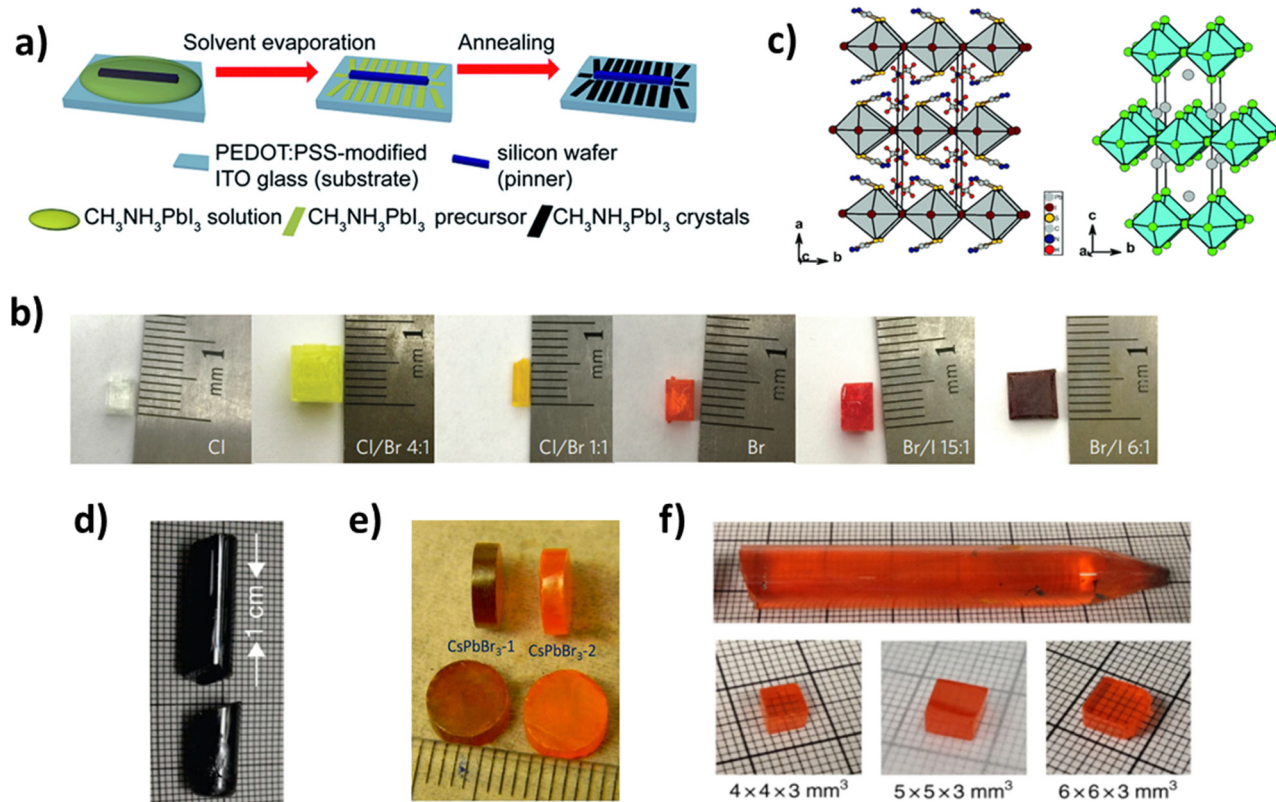 a)
Solvent evaporation
Annealing
PEDOT:PSS-modified
ITO glass (substrate)
silicon wafer
(pinner)
CH₃NH₃PbI₃ solution
CH₃NH₃PbI₃ precursor
CH₃NH₃PbI₃ crystals
c)
a
c
b
S
C
N
H
c
a
b
b)
mm 1
Cl
mm 1
Cl/Br 4:1
mm 1
Cl/Br 1:1
mm 1
Br
mm 1
Br/I 15:1
mm 1
Br/I 6:1
d)
1 cm
e)
CsPbBr₃-1
CsPbBr₃-2
f)
4×4×3 mm³
5×5×3 mm³
6×6×3 mm³